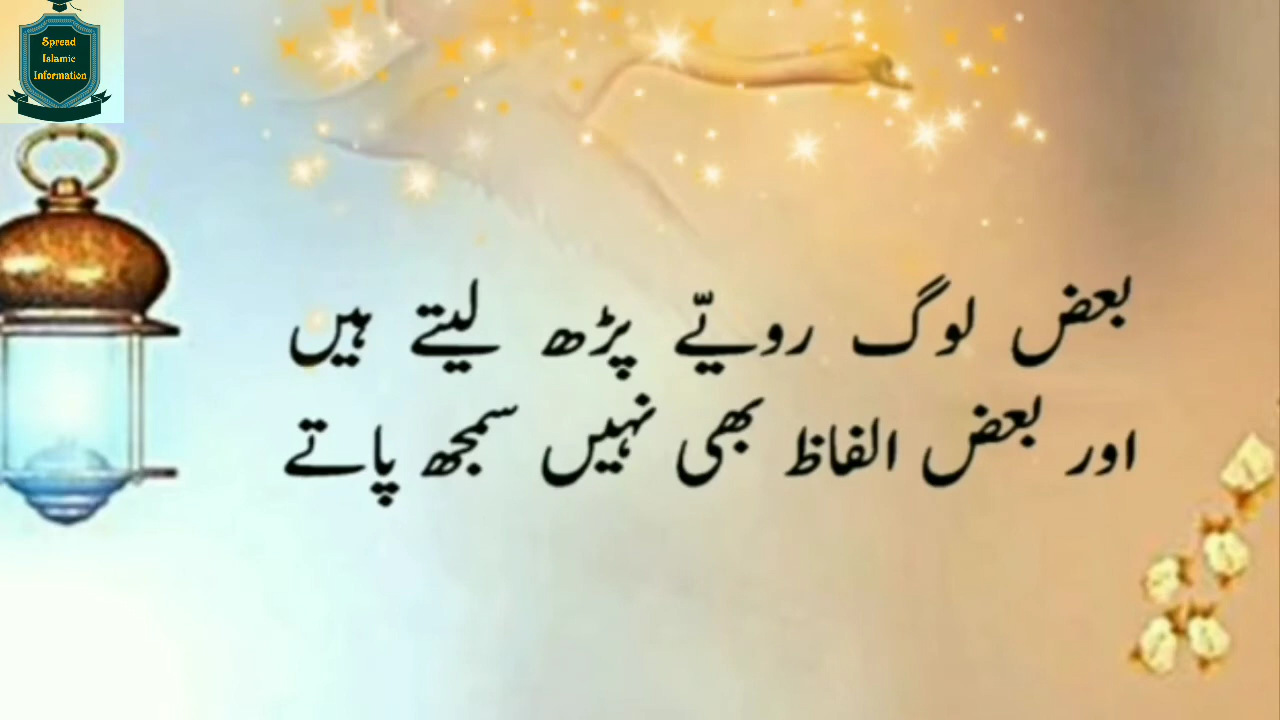 Spread
Islamic
Information
بعض لوگ رویّے پڑھ لیتے ہیں
اور بعض الفاظ بھی نہیں سمجھ پاتے